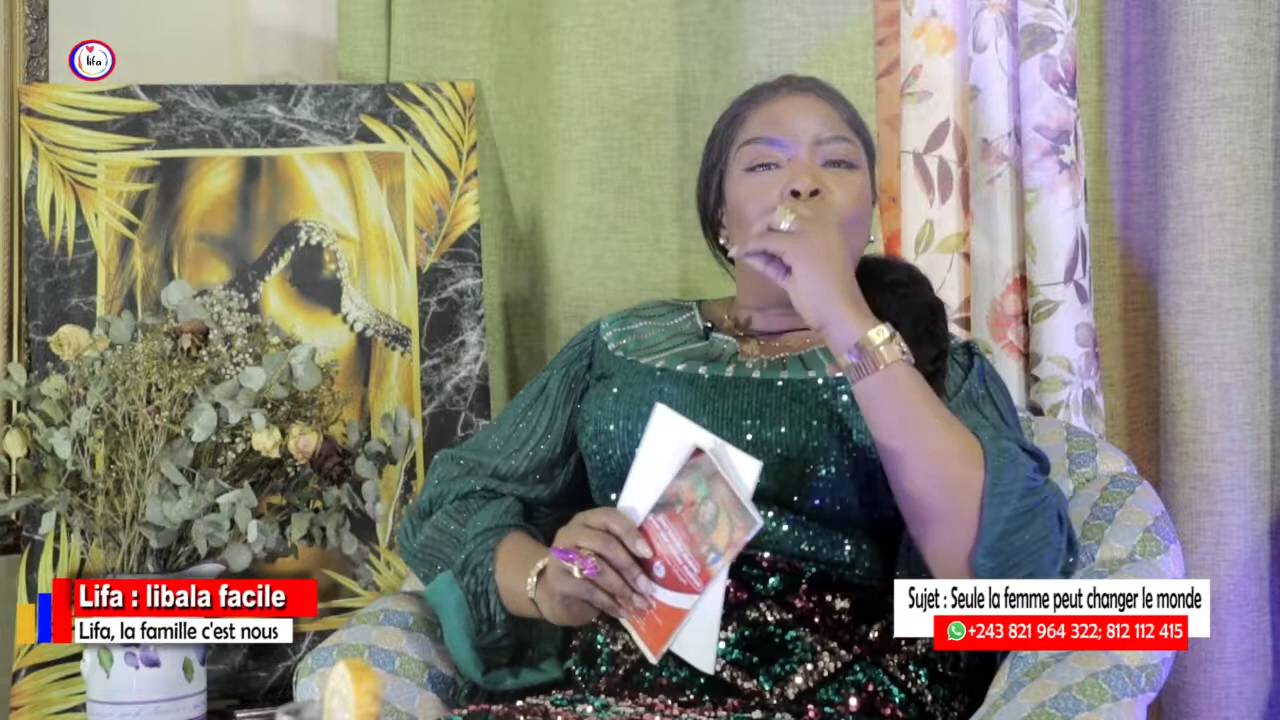 lifa
Lifa : libala facile
Lifa, la famille c'est nous
Sujet : Seule la femme peut changer le monde
+243 821 964 322; 812 112 415